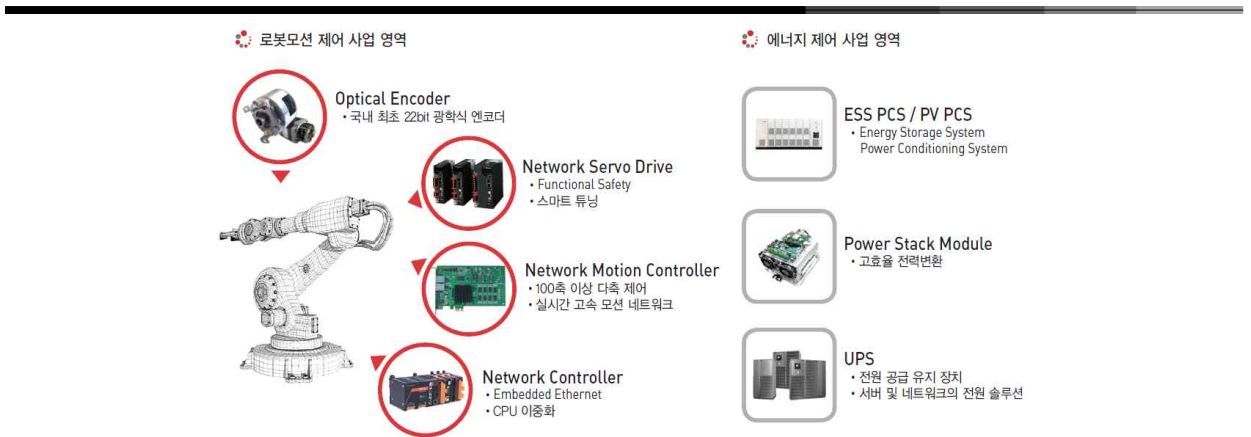 로봇모션 제어 사업 영역
Optical Encoder
• 국내 최초 22bit 광학식 엔코더
Network Servo Drive
• Functional Safety
• 스마트 튜닝
Network Motion Controller
• 100축 이상 다축 제어
• 실시간 고속 모션 네트워크
Network Controller
• Embedded Ethernet
• CPU 이중화
에너지 제어 사업 영역
ESS PCS / PV PCS
• Energy Storage System
Power Conditioning System
Power Stack Module
• 고효율 전력변환
UPS
• 전원 공급 유지 장치
• 서버 및 네트워크의 전원 솔루션